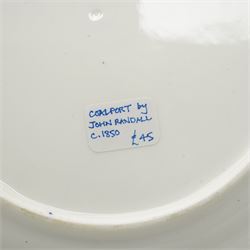 COALPORT by
JOHN RANDALL
C. 1850
£45